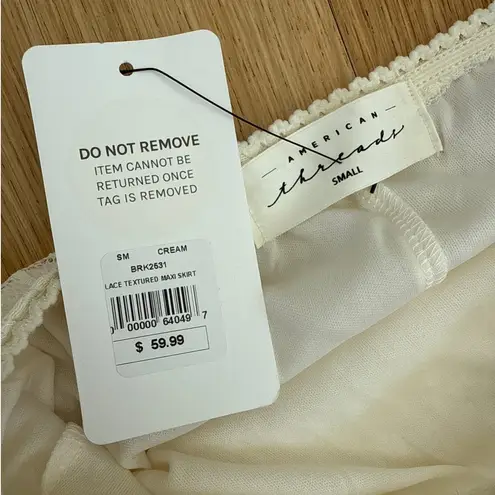 DO NOT REMOVE
ITEM CANNOT BE
RETURNED ONCE
TAG IS REMOVED
SM CREAM
BRK2531
LACE TEXTURED MAXI SKIRT
0 00000 64049 7
$ 59.99
AMERICAN
threads
SMALL